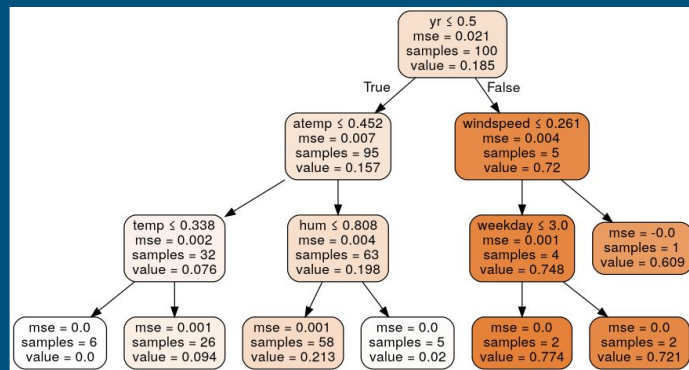 yr ≤ 0.5
mse = 0.021
samples = 100
value = 0.185
True
False
atemp ≤ 0.452
mse = 0.007
samples = 95
value = 0.157
windspeed ≤ 0.261
mse = 0.004
samples = 5
value = 0.72
temp ≤ 0.338
mse = 0.002
samples = 32
value = 0.076
hum ≤ 0.808
mse = 0.004
samples = 63
value = 0.198
weekday ≤ 3.0
mse = 0.001
samples = 4
value = 0.748
mse = -0.0
samples = 1
value = 0.609
mse = 0.0
samples = 6
value = 0.0
mse = 0.001
samples = 26
value = 0.094
mse = 0.001
samples = 58
value = 0.213
mse = 0.0
samples = 5
value = 0.02
mse = 0.0
samples = 2
value = 0.774
mse = 0.0
samples = 2
value = 0.721